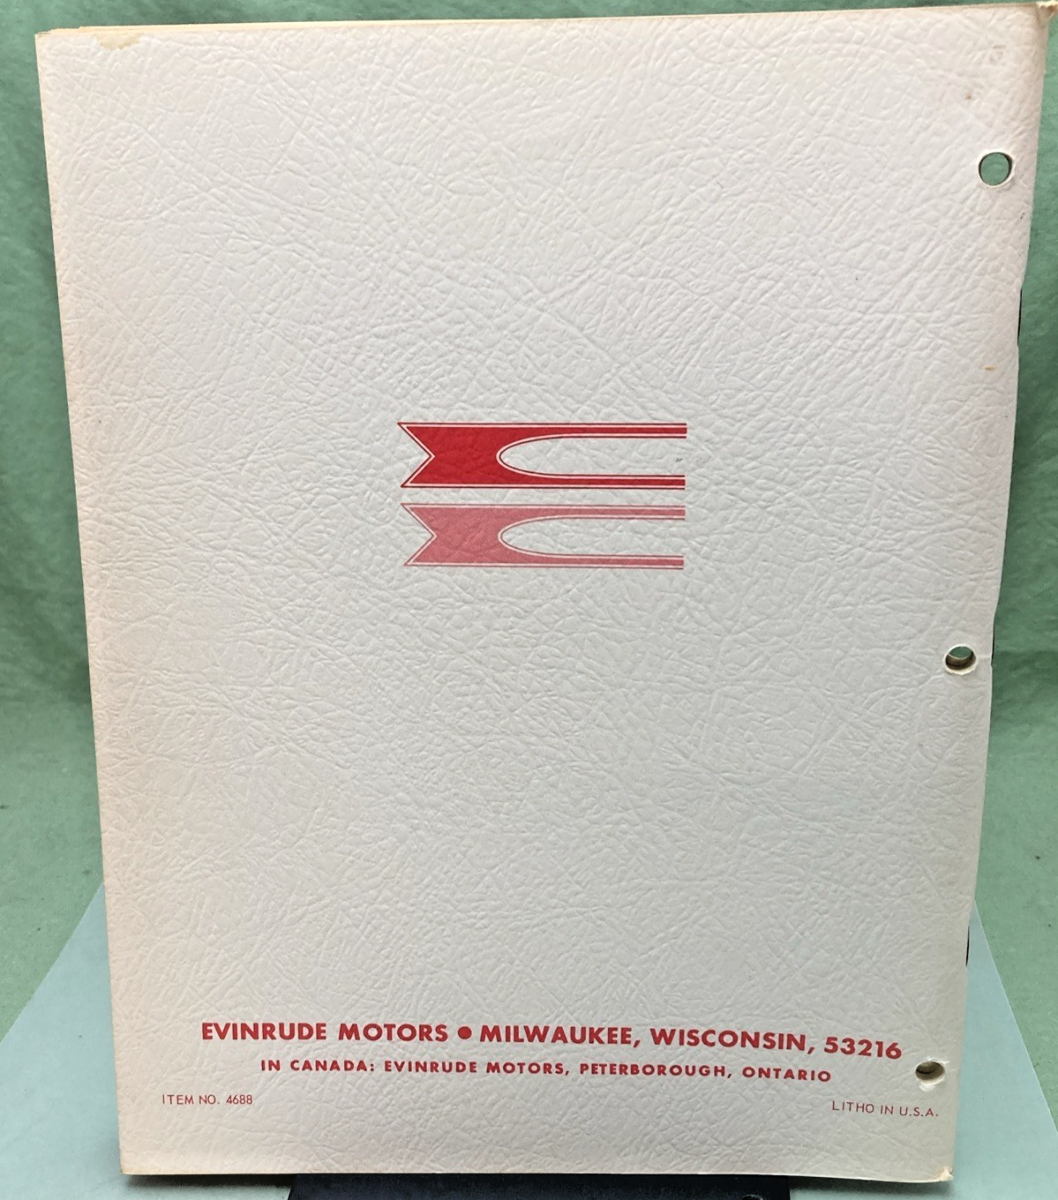 EVINRUDE MOTORS ● MILWAUKEE, WISCONSIN, 53216
IN CANADA: EVINRUDE MOTORS, PETERBOROUGH, ONTARIO
ITEM NO. 4688
LITHO IN U.S.A.